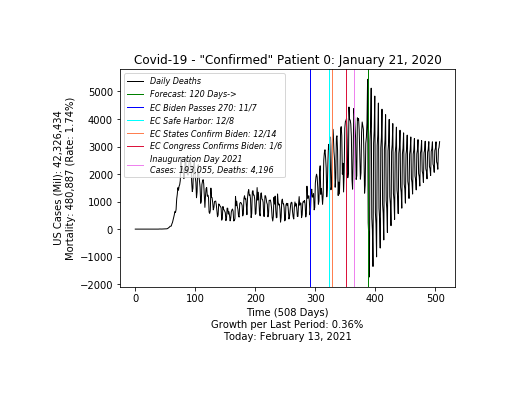 Covid-19 - "Confirmed" Patient 0: January 21, 2020
US Cases (Mill): 42,326,434
Mortality: 480,887 (Rate: 1.74%)
5000
4000
3000
2000
1000
0
−1000
−2000
Daily Deaths
Forecast: 120 Days->
EC Biden Passes 270: 11/7
EC Safe Harbor: 12/8
EC States Confirm Biden: 12/14
EC Congress Confirms Biden: 1/6
Inauguration Day 2021
Cases: 193,055, Deaths: 4,196
0 100 200 300 400 500
Time (508 Days)
Growth per Last Period: 0.36%
Today: February 13, 2021